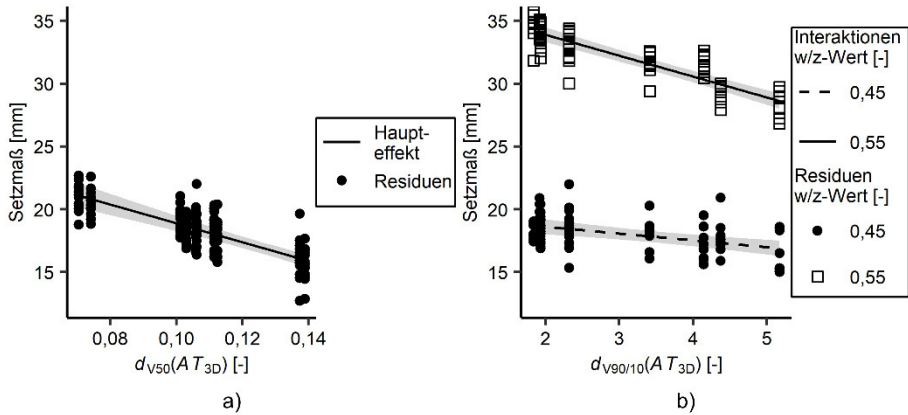 35
30
25
20
15
Setzmaß [mm]
0,08 0,10 0,12 0,14
dV50(AT3D) [-]
Haupt-
effekt
Residuen
a)
35
30
25
20
15
Setzmaß [mm]
2 3 4 5
dV90/10(AT3D) [-]
Interaktionen
w/z-Wert [-]
0,45
0,55
Residuen
w/z-Wert [-]
0,45
0,55
b)